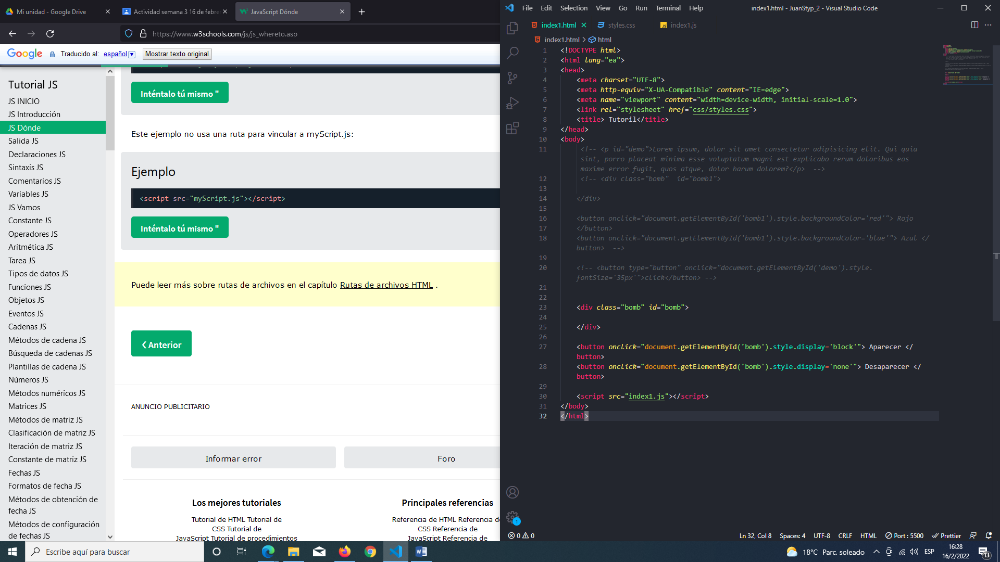 Mi unidad - Google Drive
Actividad semana 3 16 de febre
JavaScript Dónde
https://www.w3schools.com/js/js_whereto.asp
Google
Traducido al: español
Mostrar texto original
Tutorial JS
JS INICIO
JS Introducción
JS Dónde
Salida JS
Declaraciones JS
Sintaxis JS
Comentarios JS
Variables JS
JS Vamos
Constante JS
Operadores JS
Aritmética JS
Tarea JS
Tipos de datos JS
Funciones JS
Objetos JS
Eventos JS
Cadenas JS
Métodos de cadena JS
Búsqueda de cadenas JS
Plantillas de cadena JS
Números JS
Métodos numéricos JS
Matrices JS
Métodos de matriz JS
Clasificación de matriz JS
Iteración de matriz JS
Constante de matriz JS
Fechas JS
Formatos de fecha JS
Métodos de obtención de
fecha JS
Métodos de configuración
de fechas JS
Inténtalo tú mismo "
Este ejemplo no usa una ruta para vincular a myScript.js:
Ejemplo
<script src="myScript.js"></script>
Inténtalo tú mismo "
Puede leer más sobre rutas de archivos en el capítulo Rutas de archivos HTML .
❮ Anterior
ANUNCIO PUBLICITARIO
Informar error
Foro
Los mejores tutoriales
Tutorial de HTML Tutorial de
CSS Tutorial de
JavaScript Tutorial de procedimientos
Principales referencias
Referencia de HTML Referencia de
CSS Referencia de
JavaScript Referencia de
File Edit Selection View Go Run Terminal Help
index1.html - JuanStyp_2 - Visual Studio Code
index1.html
styles.css
JS index1.js
index1.html > html
1 <!DOCTYPE html>
2 <html lang="ea">
3 <head>
4 <meta charset="UTF-8">
5 <meta http-equiv="X-UA-Compatible" content="IE=edge">
6 <meta name="viewport" content="width=device-width, initial-scale=1.0">
7 <link rel="stylesheet" href="css/styles.css">
8 <title> Tutoril</title>
9 </head>
10 <body>
11 <!-- <p id="demo">Lorem ipsum, dolor sit amet consectetur adipisicing elit. Qui quia
sint, porro placeat minima esse voluptatum magni est explicabo rerum doloribus eos
maxime error fugit, quos atque, dolor harum dolorem?</p> -->
12 <!-- <div class="bomb" id="bomb1">
13
14 </div>
15
16 <button onclick="document.getElementById('bomb1').style.backgroundColor='red'"> Rojo
17 </button>
18 <button onclick="document.getElementById('bomb1').style.backgroundColor='blue'"> Azul </
button> -->
19
20 <!-- <button type="button" onclick="document.getElementById('demo').style.
fontSize='35px'">click</button> -->
21
22
23 <div class="bomb" id="bomb">
24
25 </div>
26
27 <button onclick="document.getElementById('bomb').style.display='block'"> Aparecer </
button>
28 <button onclick="document.getElementById('bomb').style.display='none'"> Desaparecer </
button>
29
30 <script src="index1.js"></script>
31 </body>
32 </html>
1
0 0
Ln 32, Col 8 Spaces: 4 UTF-8 CRLF HTML Port : 5500 Prettier
Escribe aquí para buscar
18°C Parc. soleado
ESP
16:28
16/2/2022
13